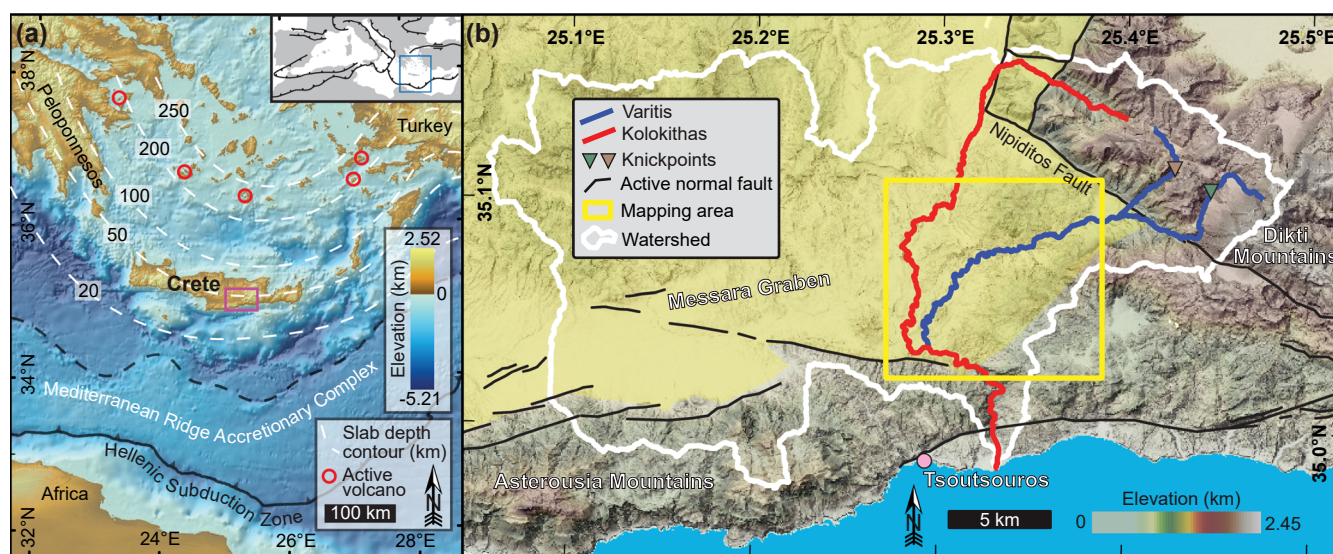 (a)
38°N
36°N
34°N
32°N
24°E
26°E
28°E
Peloponnesos
Turkey
250
200
100
50
20
Crete
2.52
0
-5.21
Elevation (km)
Mediterranean Ridge Accretionary Complex
Hellenic Subduction Zone
Africa
Slab depth
contour (km)
Active
volcano
100 km
N
(b)
25.1°E
25.2°E
25.3°E
25.4°E
25.5°E
35.1°N
35.0°N
Varitis
Kolokithas
Knickpoints
Active normal fault
Mapping area
Watershed
Nipiditos Fault
Dikti
Mountains
Messara Graben
Asterousia Mountains
Tsoutsouros
N
5 km
Elevation (km)
0
2.45